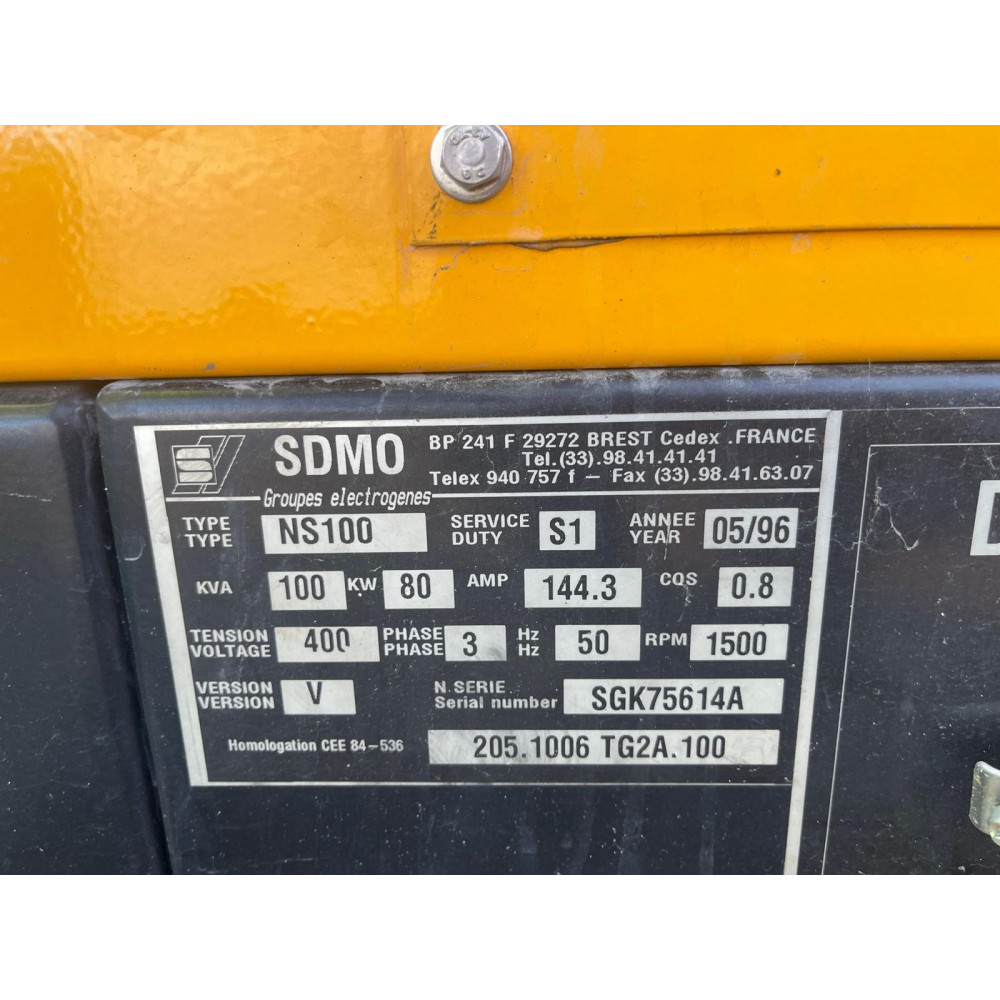 SDMO
BP 241 F 29272 BREST Cedex .FRANCE
Tel.(33).98.41.41.41
Telex 940 757 f — Fax (33).98.41.63.07
Groupes electrogenes
TYPE NS100 SERVICE S1 ANNEE 05/96
TYPE DUTY YEAR
KVA 100 KW 80 AMP 144.3 COS 0.8
TENSION 400 PHASE 3 Hz 50 RPM 1500
VOLTAGE PHASE Hz
VERSION V N.SERIE SGK75614A
VERSION Serial number
Homologation CEE 84-536 205.1006 TG2A.100